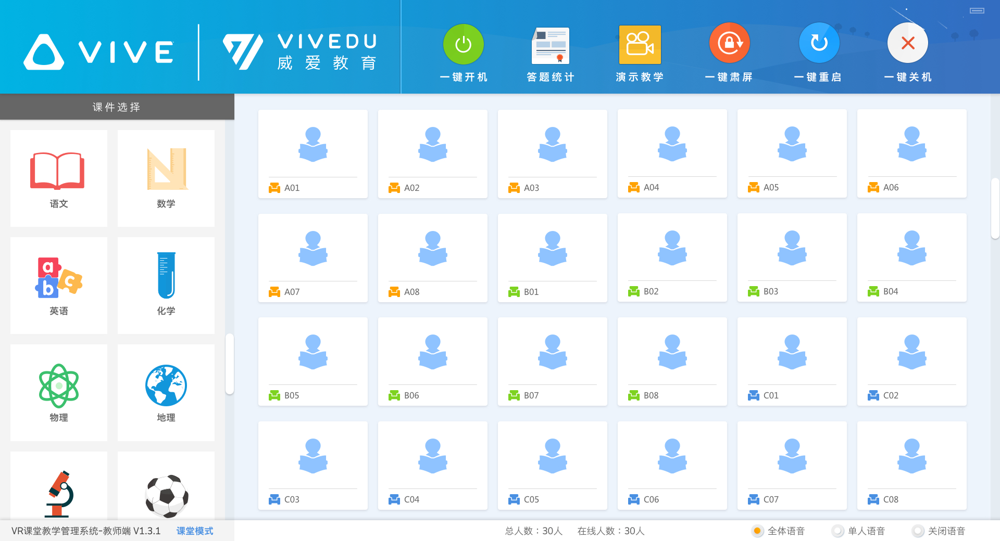 VIVE
VIVEDU
威爱教育
一键开机
答题统计
演示教学
一键肃屏
一键重启
一键关机
课件选择
语文
数学
a
b
c
英语
化学
物理
地理
A01
A02
A03
A04
A05
A06
A07
A08
B01
B02
B03
B04
B05
B06
B07
B08
C01
C02
C03
C04
C05
C06
C07
C08
VR课堂教学管理系统-教师端 V1.3.1 课堂模式
总人数：30人 在线人数：30人
全体语音 单人语音 关闭语音